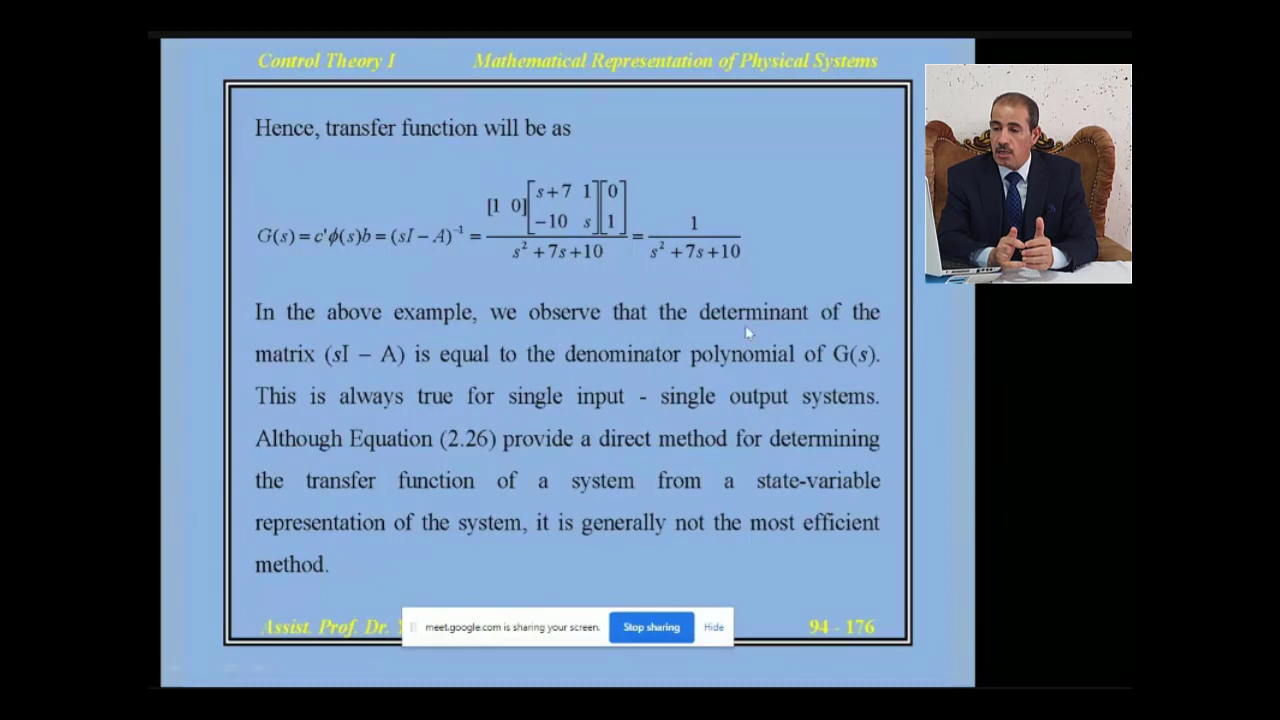 Control Theory I Mathematical Representation of Physical Systems
Hence, transfer function will be as
G(s) = c'ϕ(s)b = (sI − A)⁻¹ = [1 0] [s+7 1; −10 s] [0; 1] / (s² + 7s + 10) = 1 / (s² + 7s + 10)
In the above example, we observe that the determinant of the
matrix (sI − A) is equal to the denominator polynomial of G(s).
This is always true for single input - single output systems.
Although Equation (2.26) provide a direct method for determining
the transfer function of a system from a state-variable
representation of the system, it is generally not the most efficient
method.
Assist. Prof. Dr.
meet.google.com is sharing your screen. Stop sharing Hide
94 - 176